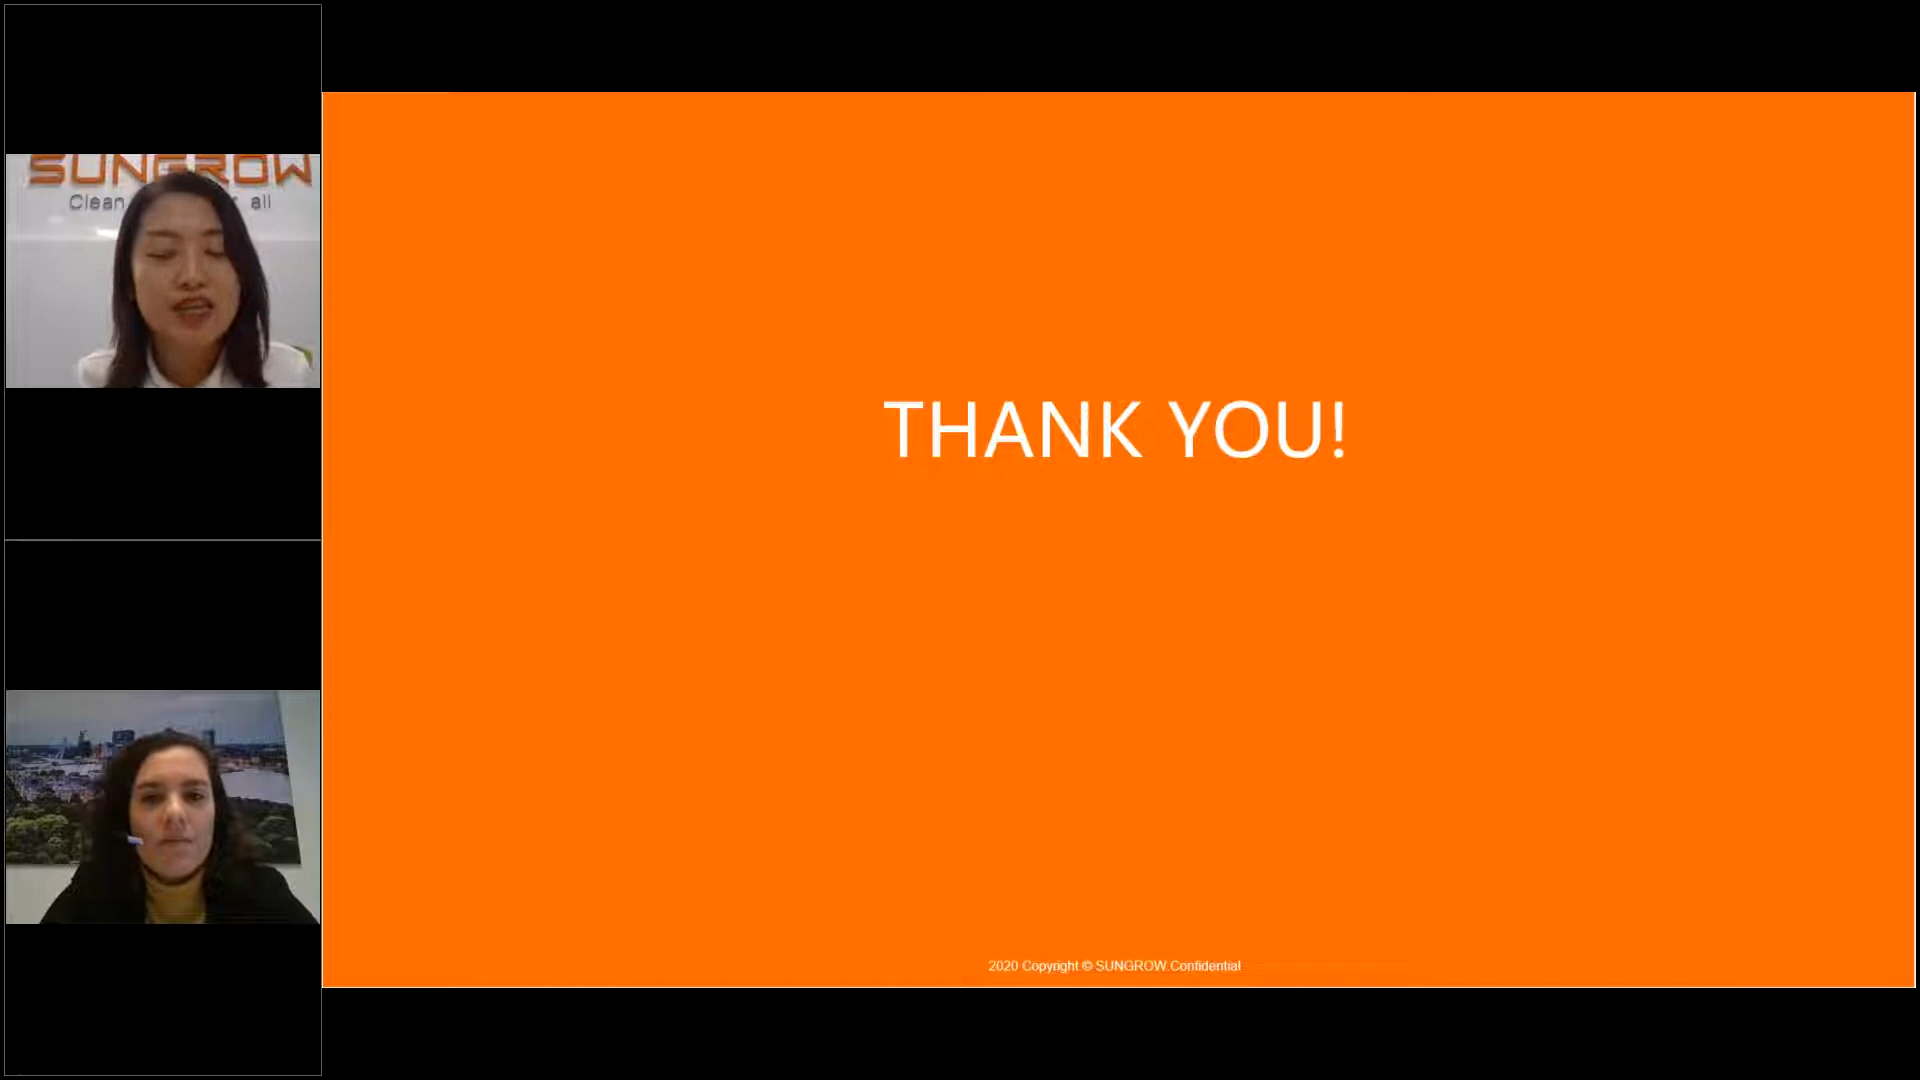 SUNGROW
Clean all
THANK YOU!
2020 Copyright © SUNGROW Confidential